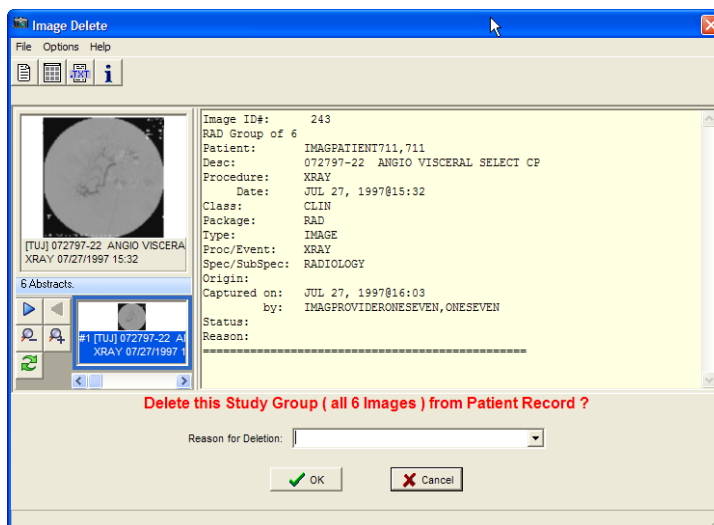 Image Delete
File Options Help
.TXT
Image ID#: 243
RAD Group of 6
Patient: IMAGPATIENT711,711
Desc: 072797-22 ANGIO VISCERAL SELECT CP
Procedure: XRAY
Date: JUL 27, 1997@15:32
Class: CLIN
Package: RAD
Type: IMAGE
Proc/Event: XRAY
Spec/SubSpec: RADIOLOGY
Origin:
Captured on: JUL 27, 1997@16:03
by: IMAGPROVIDERONESEVEN,ONESEVEN
Status:
Reason:
================================================
[TUJ] 072797-22 ANGIO VISCERA
XRAY 07/27/1997 15:32
6 Abstracts.
#1 [TUJ] 072797-22 A
XRAY 07/27/1997 1
Delete this Study Group ( all 6 Images ) from Patient Record ?
Reason for Deletion:
OK
Cancel